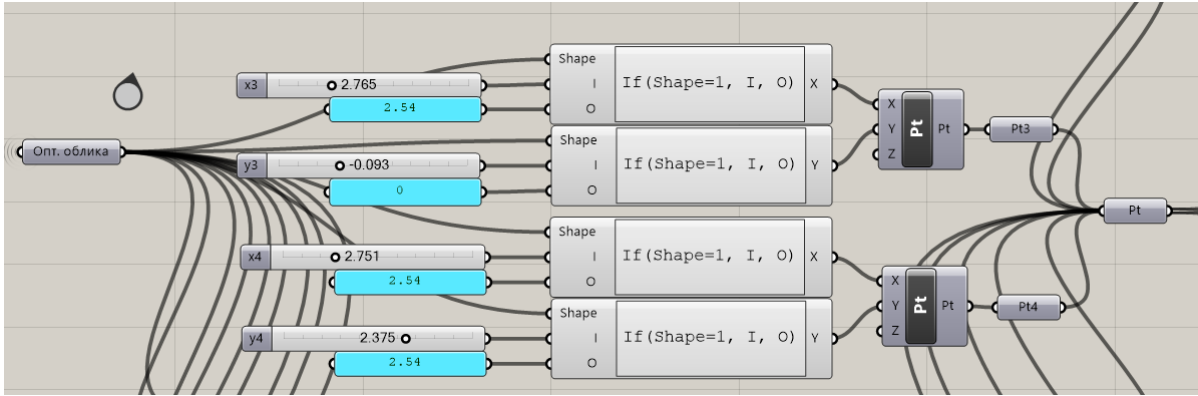 Опт. облика
x3 2.765
2.54
Shape
I
O
If(Shape=1, I, O)
X
y3 -0.093
0
Shape
I
O
If(Shape=1, I, O)
Y
X
Y
Z
Pt
Pt
Pt3
Pt
x4 2.751
2.54
Shape
I
O
If(Shape=1, I, O)
X
y4 2.375
2.54
Shape
I
O
If(Shape=1, I, O)
Y
X
Y
Z
Pt
Pt
Pt4